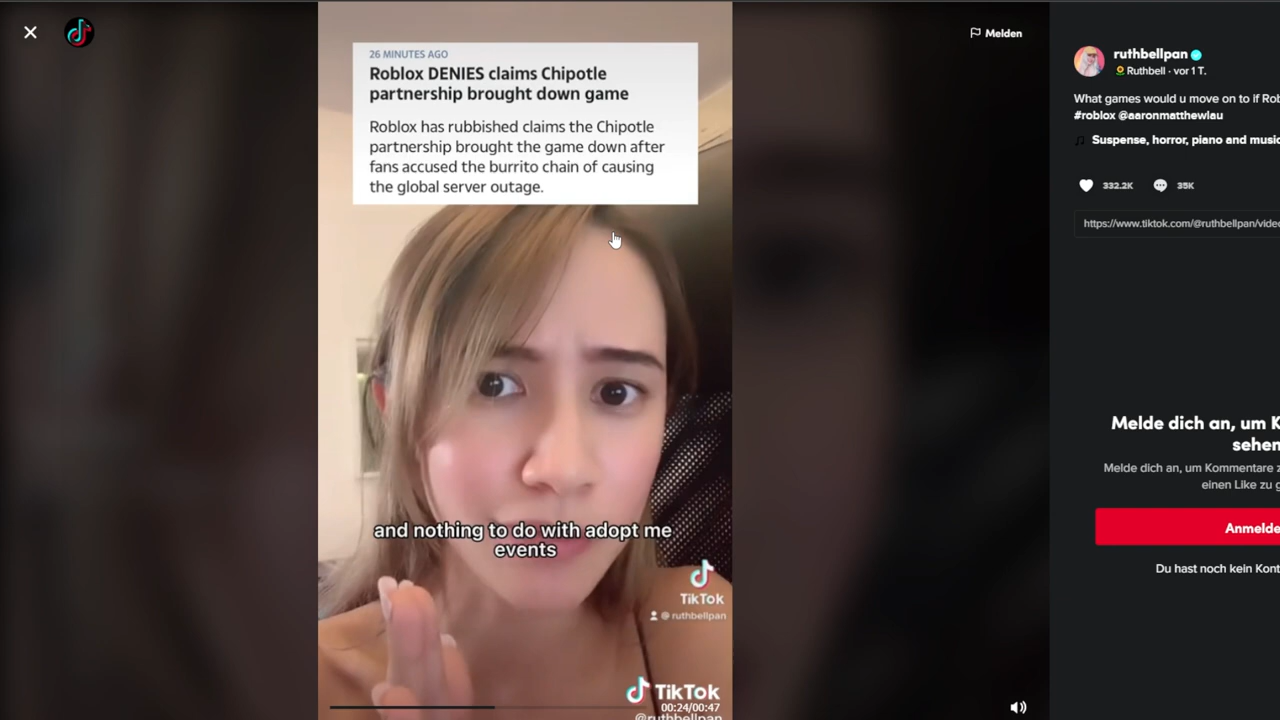 Melden
26 MINUTES AGO
Roblox DENIES claims Chipotle
partnership brought down game
Roblox has rubbished claims the Chipotle
partnership brought the game down after
fans accused the burrito chain of causing
the global server outage.
and nothing to do with adopt me
events
TikTok
@ ruthbellpan
TikTok
00:24/00:47
@ruthbellpan
ruthbellpan
Ruthbell · vor 1 T.
What games would u move on to if Rob
#roblox @aaronmatthewlau
Suspense, horror, piano and music
332.2K
35K
https://www.tiktok.com/@ruthbellpan/vide
Melde dich an, um K
sehen
Melde dich an, um Kommentare z
einen Like zu g
Anmelde
Du hast noch kein Kont